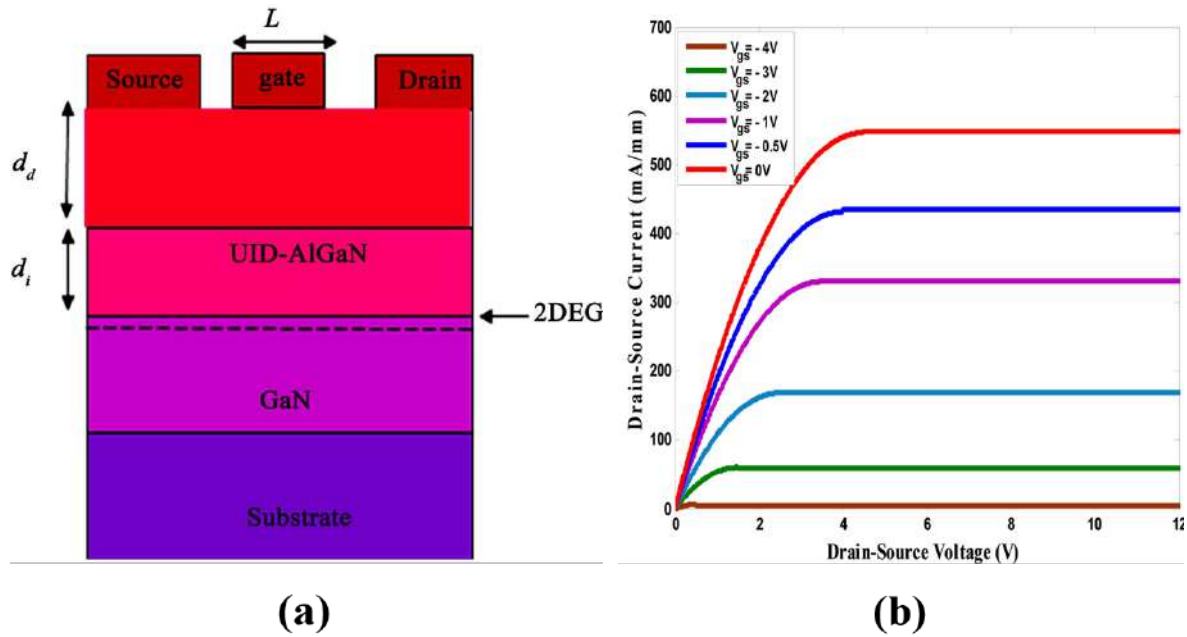 L
Source
gate
Drain
d_d
d_i
UID-AlGaN
2DEG
GaN
Substrate
(a)
700
600
500
400
300
200
100
0
Drain-Source Current (mA/mm)
V_gs= - 4V
V_gs= - 3V
V_gs= - 2V
V_gs= - 1V
V_gs= - 0.5V
V_gs= 0V
0 2 4 6 8 10 12
Drain-Source Voltage (V)
(b)